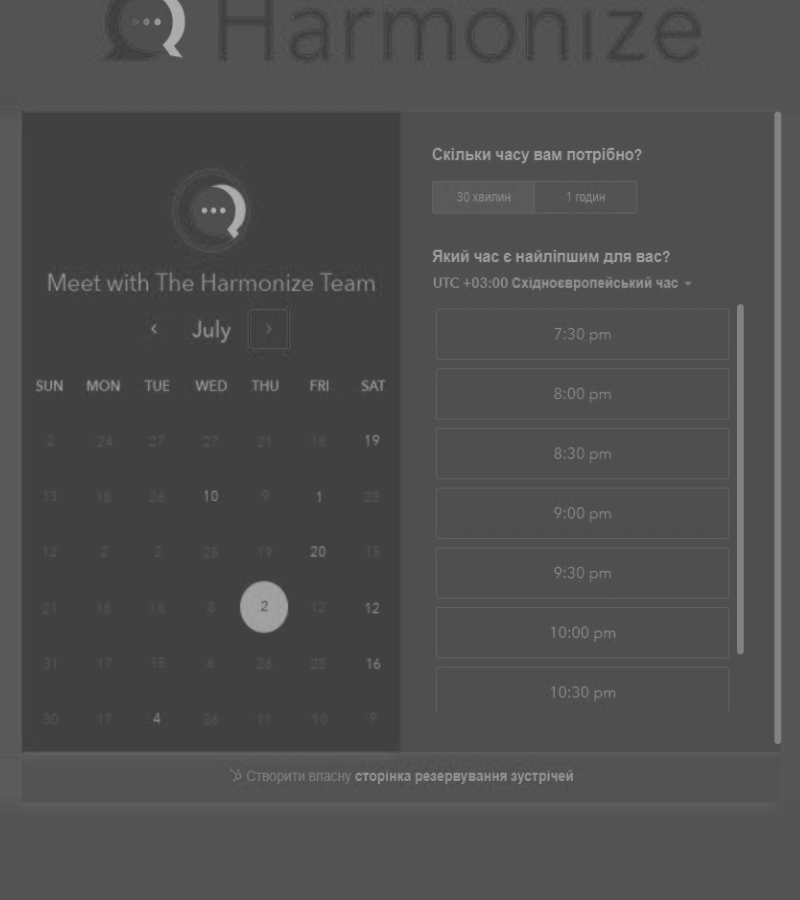 Harmonize
Meet with The Harmonize Team
July
SUN MON TUE WED THU FRI SAT
2 24 27 27 21 18 19
13 18 26 10 9 1 28
12 2 2 25 19 20 15
21 18 18 8 2 12 12
31 17 15 6 26 28 16
30 17 4 26 11 10 9
Скільки часу вам потрібно?
30 хвилин 1 годин
Який час є найліпшим для вас?
UTC +03:00 Східноєвропейський час
7:30 pm
8:00 pm
8:30 pm
9:00 pm
9:30 pm
10:00 pm
10:30 pm
Створити власну сторінка резервування зустрічей